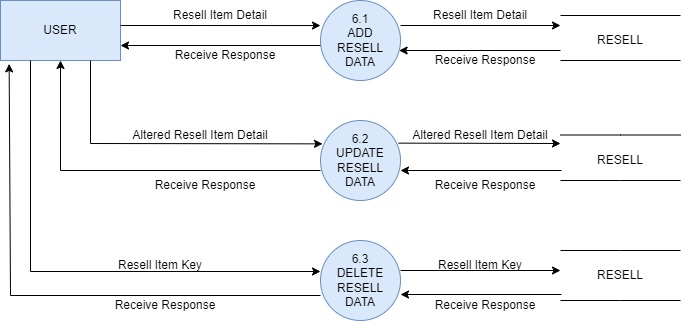 Resell Item Detail
6.1
Resell Item Detail
USER
ADD
RESELL
RESELL
DATA
Receive Response
Receive Response
Altered Resell Item Detail
6.2
Altered Resell Item Detail
UPDATE
RESELL
RESELL
DATA
Receive Response
Receive Response
Resell Item Key
6.3
Resell Item Key
DELETE
RESELL
RESELL
DATA
Receive Response
Receive Response